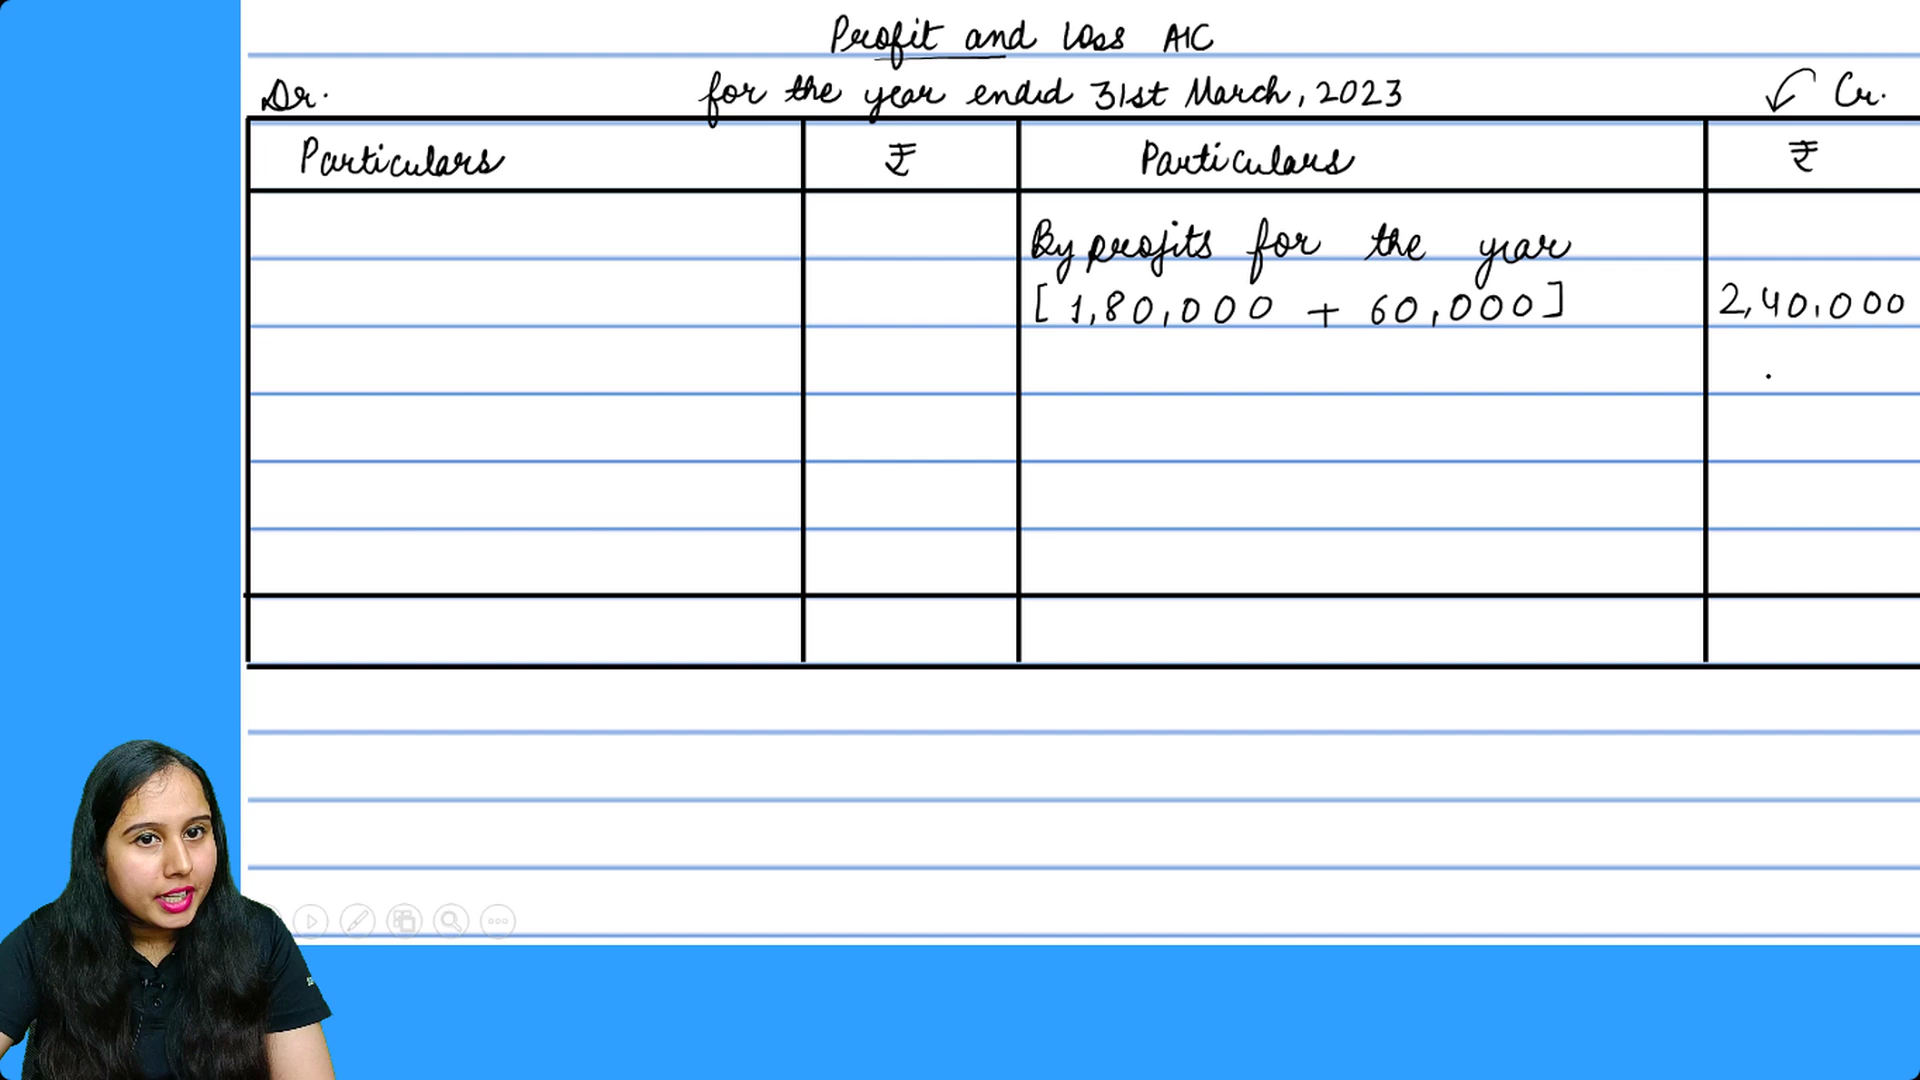 Profit and Loss A/C
Dr. for the year ended 31st March, 2023 Cr.
Particulars ₹ Particulars ₹
By profits for the year
[1,80,000 + 60,000] 2,40,000